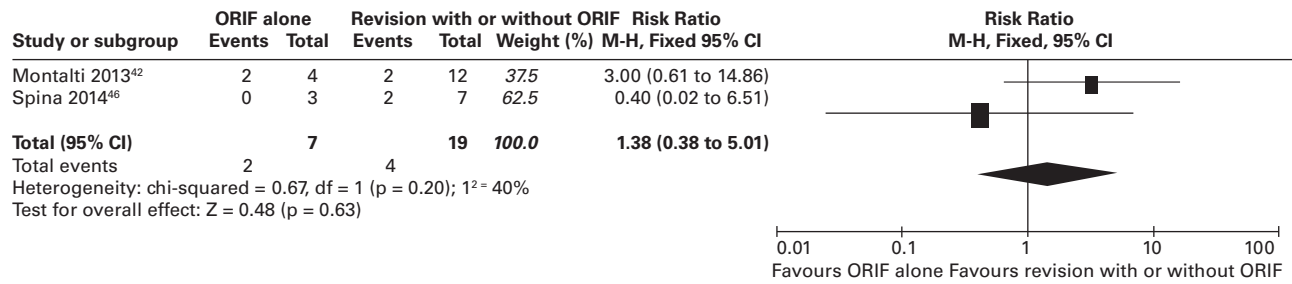 ORIF alone Revision with or without ORIF Risk Ratio Risk Ratio
Study or subgroup Events Total Events Total Weight (%) M-H, Fixed 95% CI M-H, Fixed, 95% CI
Montalti 2013⁴² 2 4 2 12 37.5 3.00 (0.61 to 14.86)
Spina 2014⁴⁶ 0 3 2 7 62.5 0.40 (0.02 to 6.51)
Total (95% CI) 7 19 100.0 1.38 (0.38 to 5.01)
Total events 2 4
Heterogeneity: chi-squared = 0.67, df = 1 (p = 0.20); 1² ⁼ 40%
Test for overall effect: Z = 0.48 (p = 0.63)
0.01 0.1 1 10 100
Favours ORIF alone Favours revision with or without ORIF